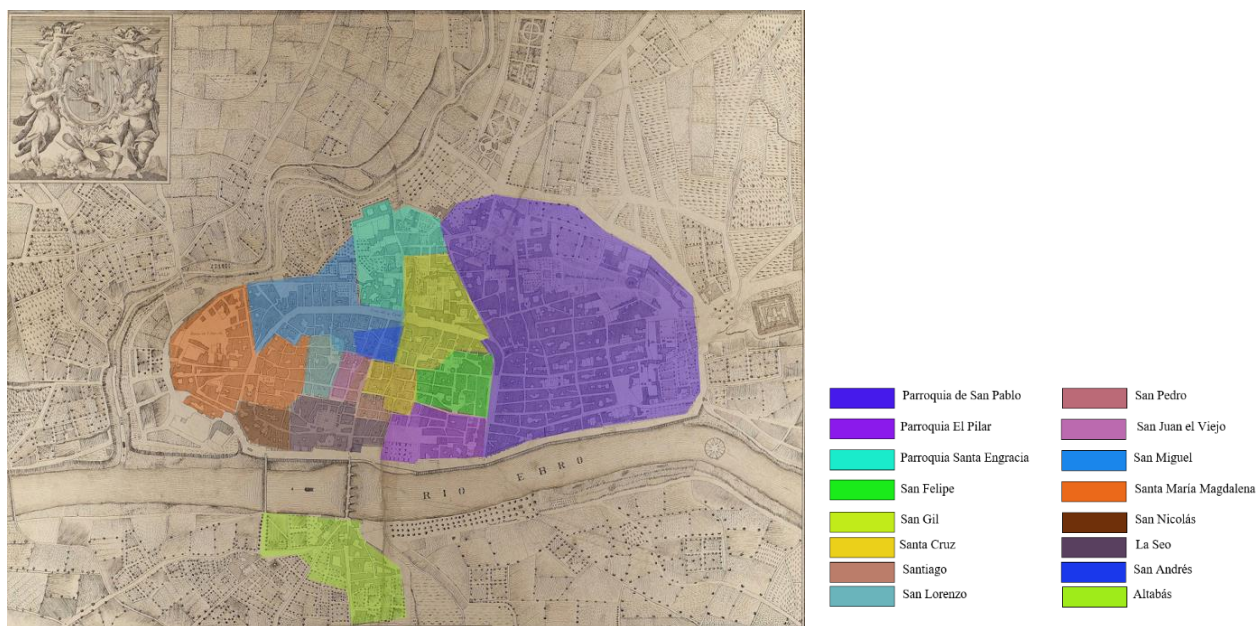 RIO EBRO
Parroquia de San Pablo
Parroquia El Pilar
Parroquia Santa Engracia
San Felipe
San Gil
Santa Cruz
Santiago
San Lorenzo
San Pedro
San Juan el Viejo
San Miguel
Santa María Magdalena
San Nicolás
La Seo
San Andrés
Altabás